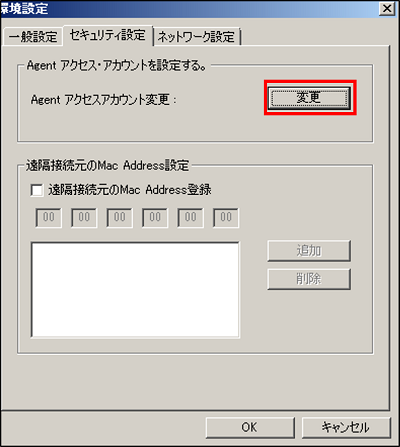 環境設定
一般設定 セキュリティ設定 ネットワーク設定
Agent アクセス・アカウントを設定する。
Agent アクセスアカウント変更 : 変更
遠隔接続元のMac Address設定
遠隔接続元のMac Address登録
00 00 00 00 00 00
追加
削除
OK キャンセル